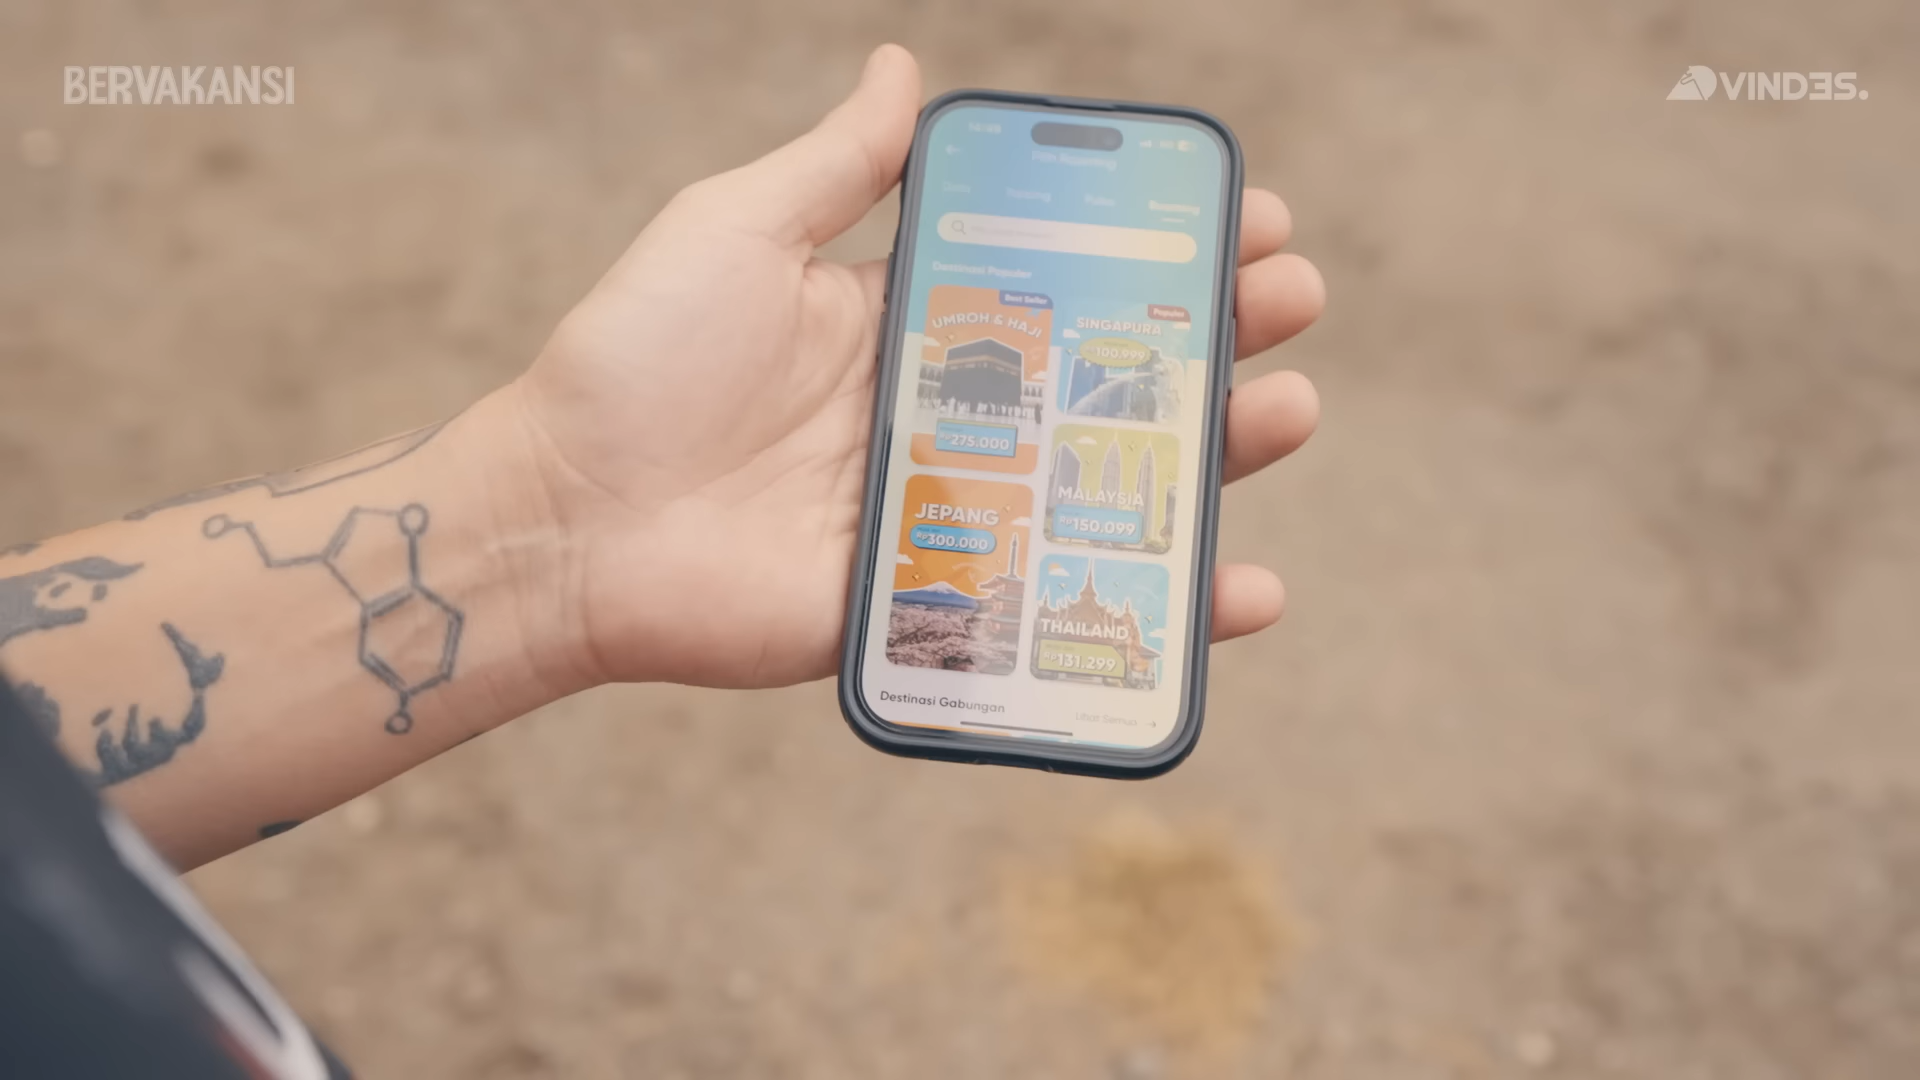 BERVAKANSI
VINDES.
Roaming
Destinasi Populer
Best Seller
UMROH & HAJI
Rp275.000
Populer
SINGAPURA
100.999
MALAYSIA
Rp150.099
JEPANG
Rp300.000
THAILAND
Rp131.299
Destinasi Gabungan
Lihat Semua →